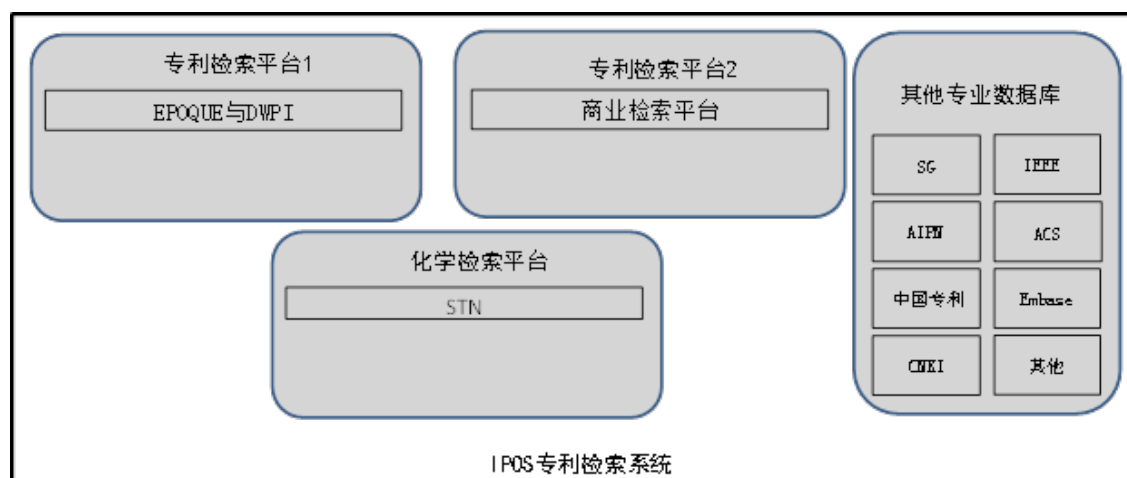 专利检索平台1
EPOQUE与DWPI
专利检索平台2
商业检索平台
化学检索平台
STN
其他专业数据库
SG
IEEE
AIPN
ACS
中国专利
Embase
CNKI
其他
IPOS专利检索系统